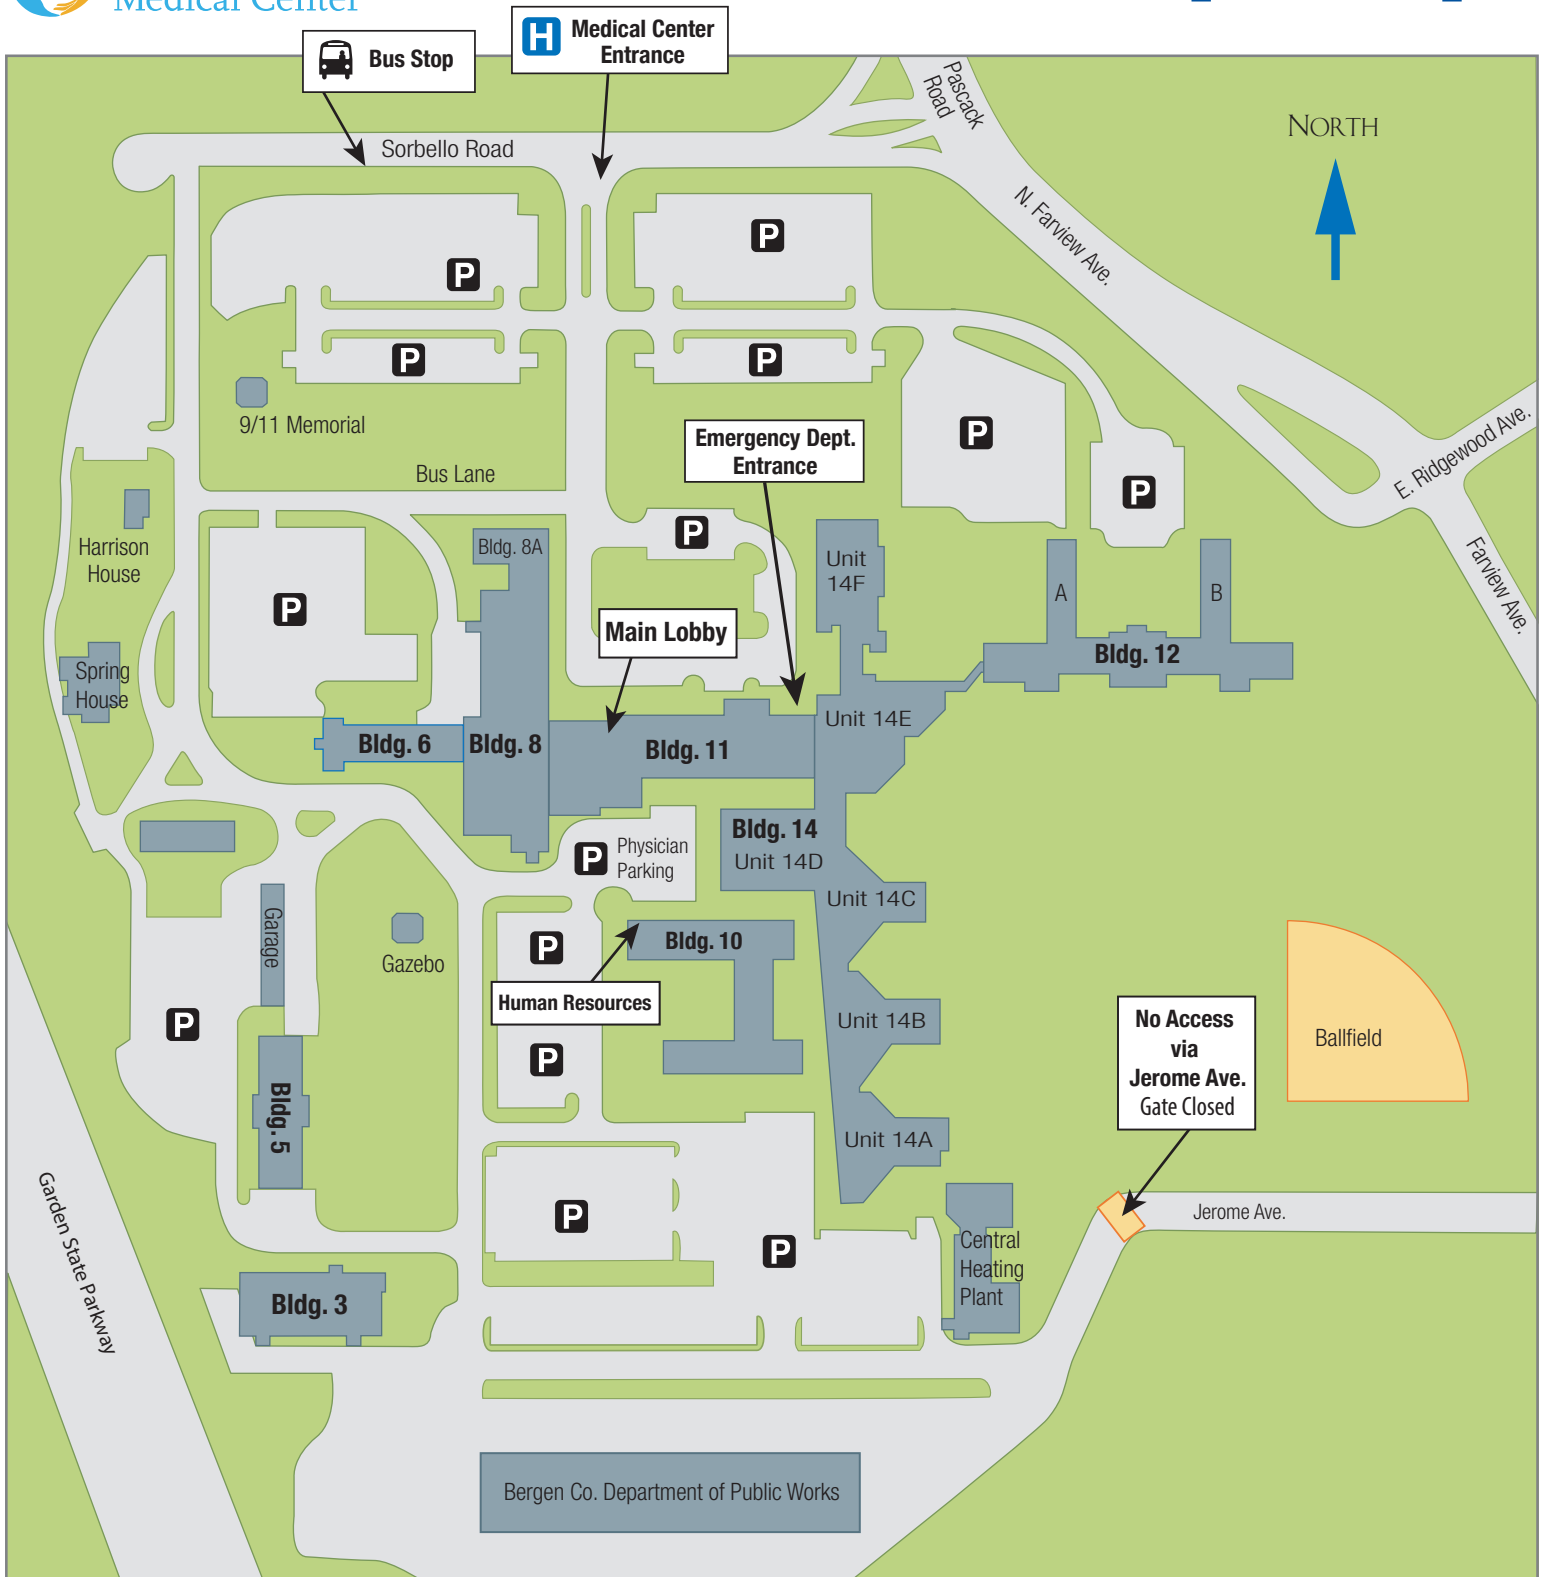 Medical Center
Bus Stop
H
Medical Center
Entrance
Pascack
Road
NORTH
Sorbello Road
N. Farview Ave.
P
P
P
P
9/11 Memorial
Emergency Dept.
Entrance
P
E. Ridgewood Ave.
Bus Lane
P
P
Harrison
House
Bldg. 8A
Unit
14F
Farview Ave.
P
A
B
Main Lobby
Bldg. 12
Spring
House
Unit 14E
Bldg. 6
Bldg. 8
Bldg. 11
Bldg. 14
P
Physician
Parking
Unit 14D
Unit 14C
Garage
Gazebo
P
Bldg. 10
Human Resources
P
Unit 14B
No Access
via
Jerome Ave.
Gate Closed
Ballfield
P
Bldg. 5
Unit 14A
Garden State Parkway
P
P
Jerome Ave.
Central
Heating
Plant
Bldg. 3
Bergen Co. Department of Public Works